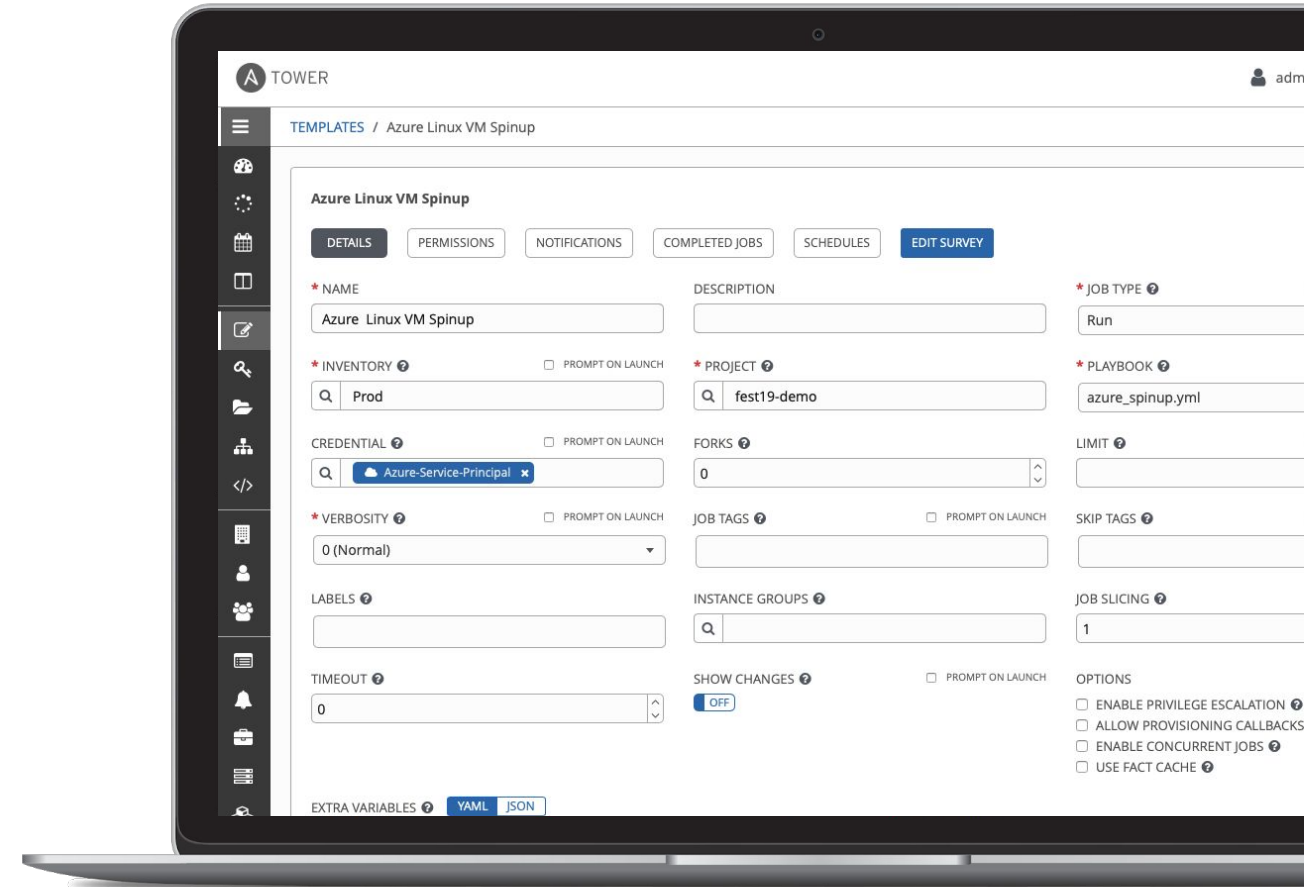 A TOWER
adm
TEMPLATES / Azure Linux VM Spinup
Azure Linux VM Spinup
DETAILS PERMISSIONS NOTIFICATIONS COMPLETED JOBS SCHEDULES EDIT SURVEY
* NAME DESCRIPTION * JOB TYPE ?
Azure Linux VM Spinup Run
* INVENTORY ? PROMPT ON LAUNCH * PROJECT ? * PLAYBOOK ?
Prod fest19-demo azure_spinup.yml
CREDENTIAL ? PROMPT ON LAUNCH FORKS ? LIMIT ?
Azure-Service-Principal × 0
* VERBOSITY ? PROMPT ON LAUNCH JOB TAGS ? PROMPT ON LAUNCH SKIP TAGS ?
0 (Normal)
LABELS ? INSTANCE GROUPS ? JOB SLICING ?
1
TIMEOUT ? SHOW CHANGES ? PROMPT ON LAUNCH OPTIONS
0 OFF ENABLE PRIVILEGE ESCALATION ?
ALLOW PROVISIONING CALLBACKS
ENABLE CONCURRENT JOBS ?
USE FACT CACHE ?
EXTRA VARIABLES ? YAML JSON